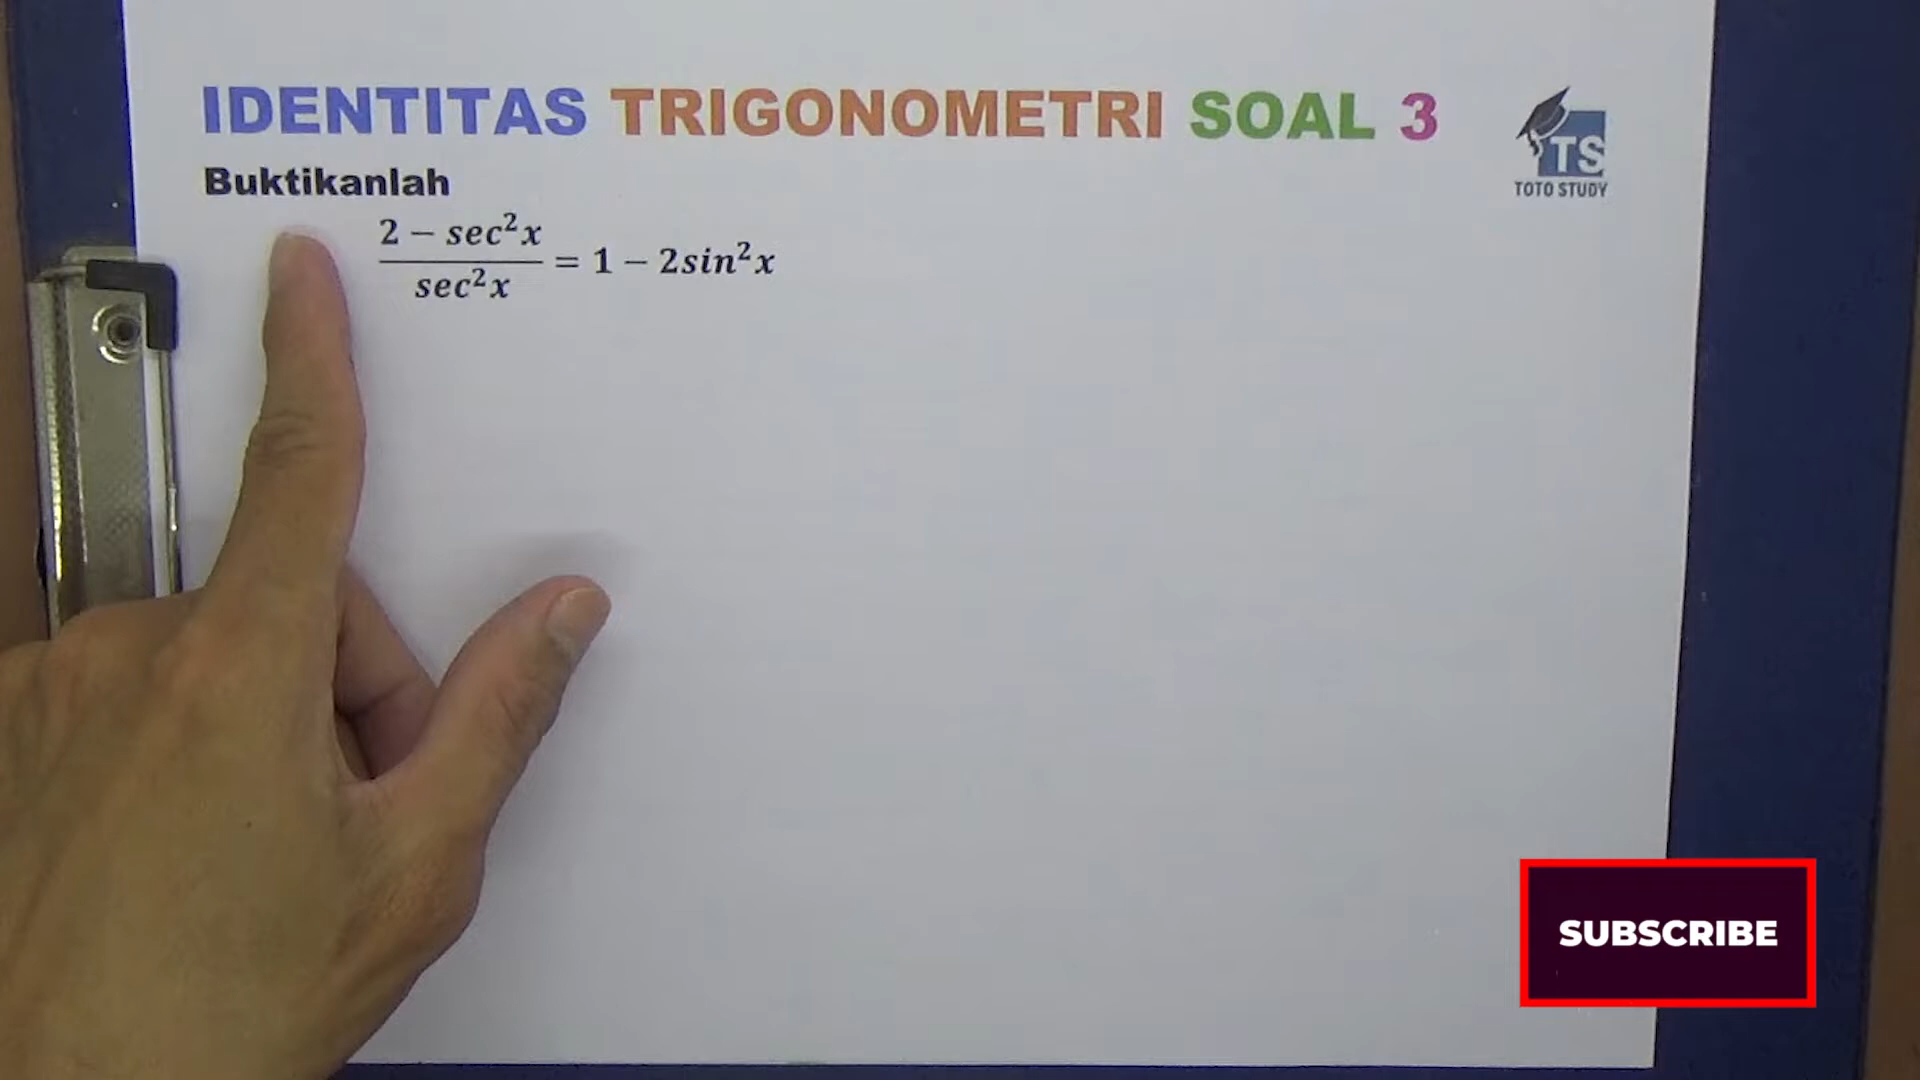 IDENTITAS TRIGONOMETRI SOAL 3
TS
TOTO STUDY
Buktikanlah
2 − sec²x
sec²x
= 1 − 2sin²x
SUBSCRIBE